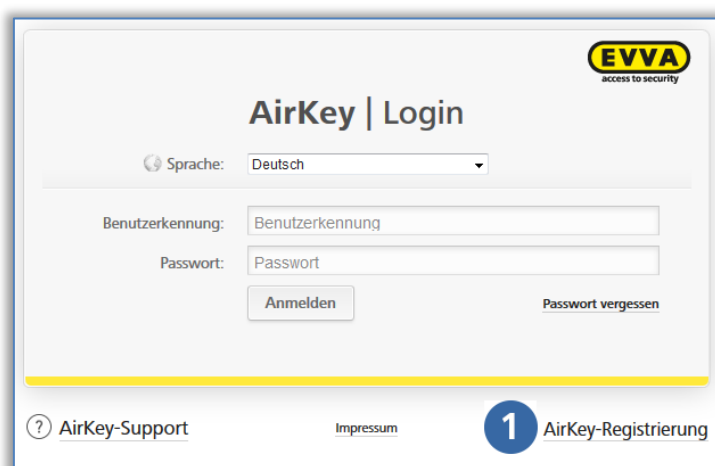 EVVA
access to security
AirKey | Login
Sprache: Deutsch
Benutzerkennung: Benutzerkennung
Passwort: Passwort
Anmelden Passwort vergessen
? AirKey-Support Impressum 1 AirKey-Registrierung